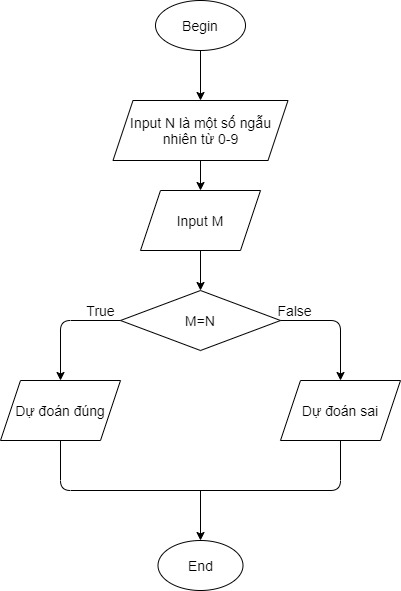 Begin
Input N là một số ngẫu
nhiên từ 0-9
Input M
True
False
M=N
Dự đoán đúng
Dự đoán sai
End